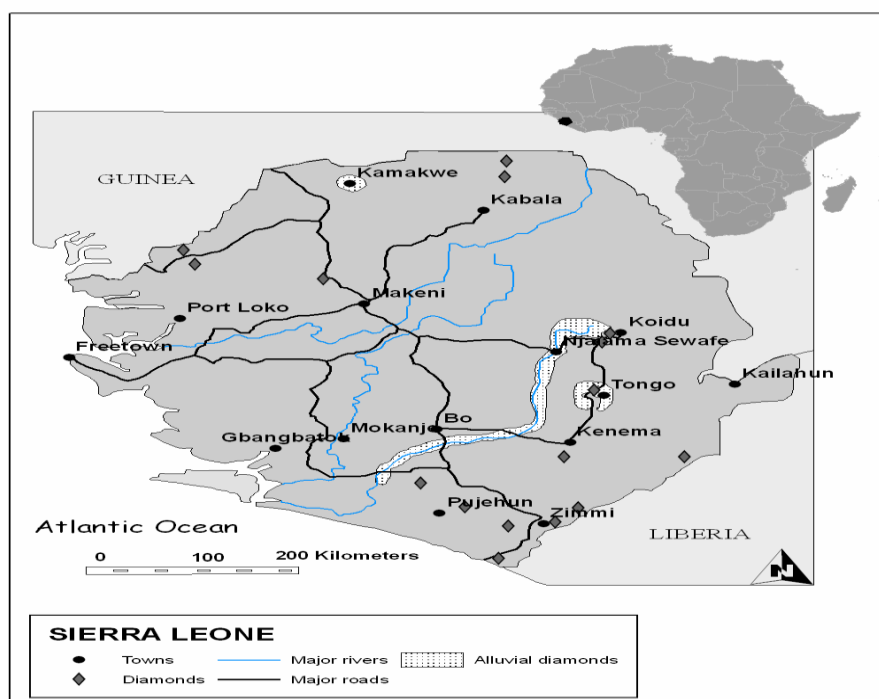 GUINEA
Kamakwe
Kabala
Port Loko
Makeni
Koidu
Njaiama Sewafe
Freetown
Kailahun
Tongo
Mokanje
Bo
Gbangbatok
Kenema
Pujehun
Zimmi
Atlantic Ocean
LIBERIA
0 100 200 Kilometers
N
SIERRA LEONE
Towns Major rivers Alluvial diamonds
Diamonds Major roads